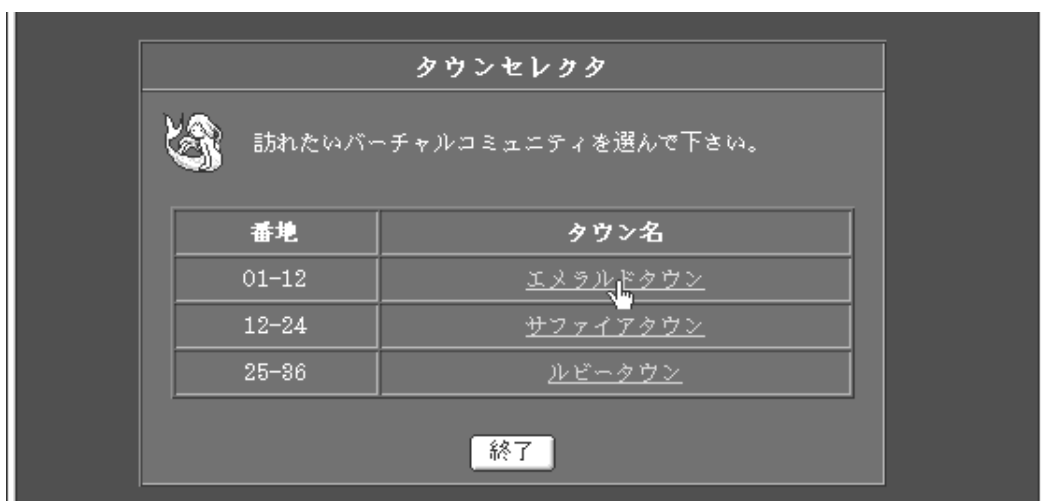 タウンセレクタ
訪れたいバーチャルコミュニティを選んで下さい。
番地 タウン名
01-12 エメラルドタウン
12-24 サファイアタウン
25-36 ルビータウン
終了